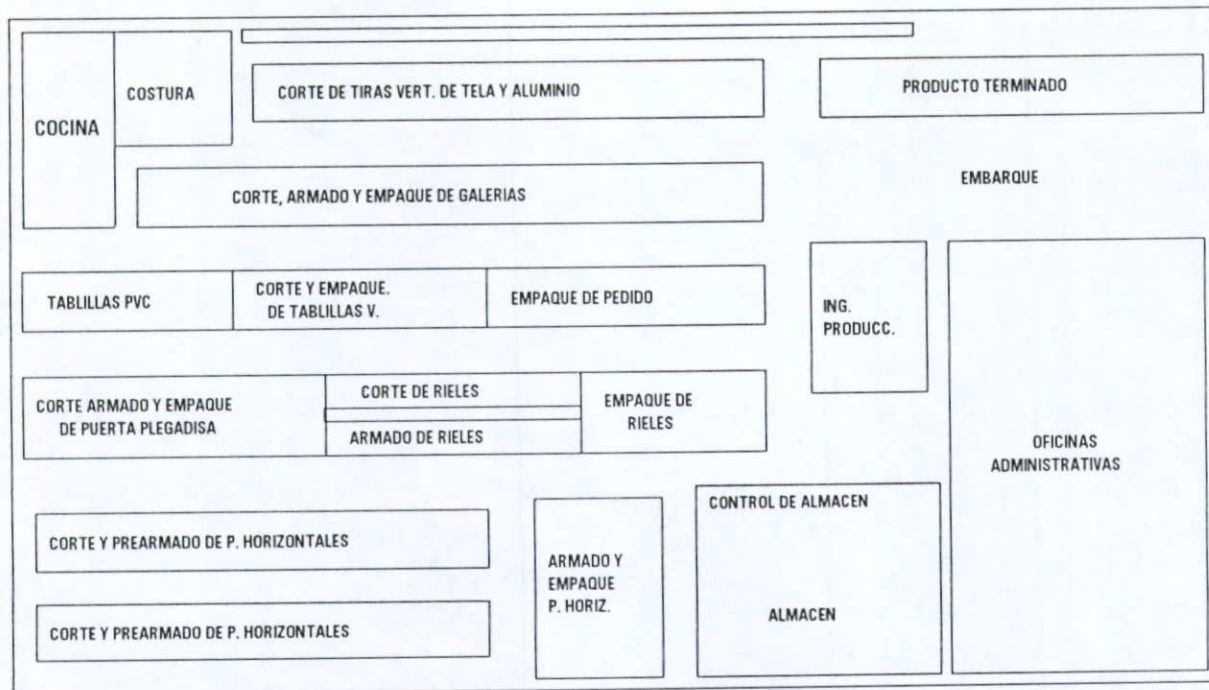 COCINA
COSTURA
CORTE DE TIRAS VERT. DE TELA Y ALUMINIO
PRODUCTO TERMINADO
CORTE, ARMADO Y EMPAQUE DE GALERIAS
EMBARQUE
TABLILLAS PVC
CORTE Y EMPAQUE.
DE TABLILLAS V.
EMPAQUE DE PEDIDO
ING.
PRODUCC.
CORTE ARMADO Y EMPAQUE
DE PUERTA PLEGADISA
CORTE DE RIELES
ARMADO DE RIELES
EMPAQUE DE
RIELES
OFICINAS
ADMINISTRATIVAS
CORTE Y PREARMADO DE P. HORIZONTALES
CORTE Y PREARMADO DE P. HORIZONTALES
ARMADO Y
EMPAQUE
P. HORIZ.
CONTROL DE ALMACEN
ALMACEN